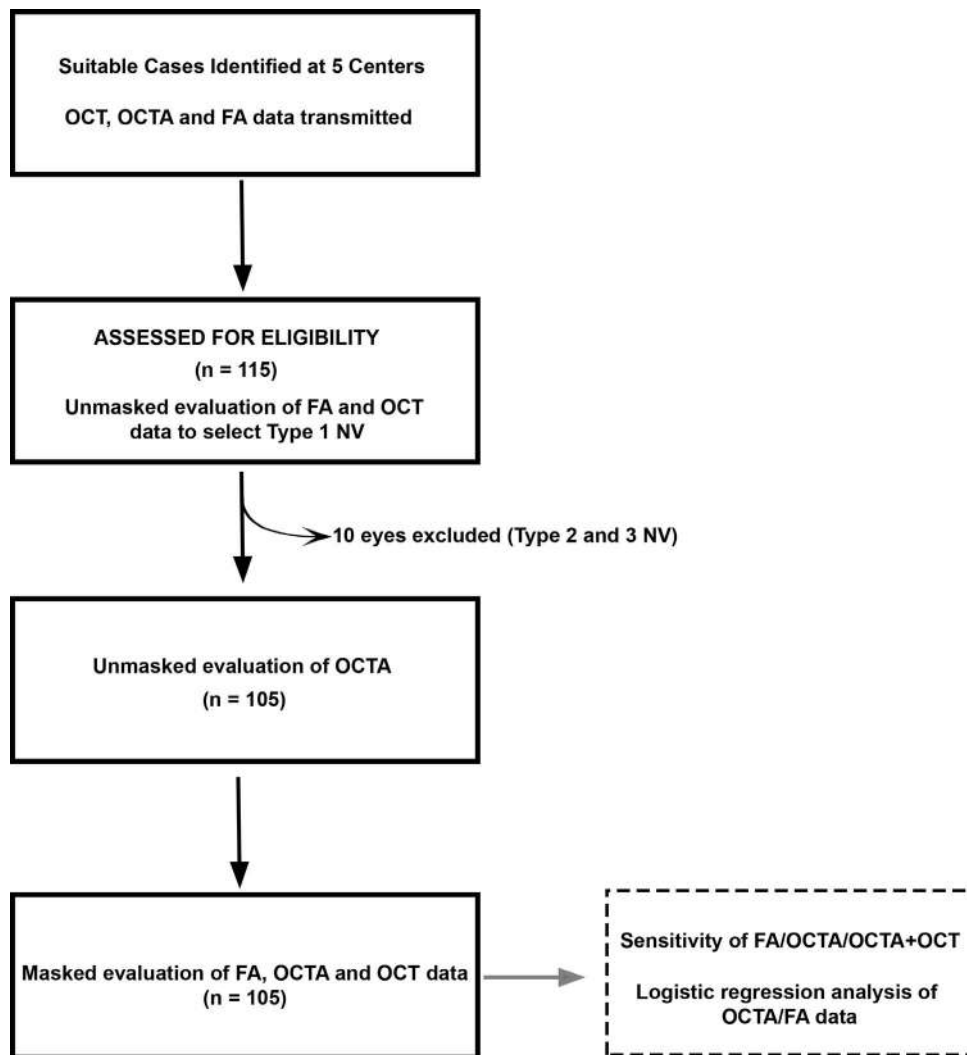 Suitable Cases Identified at 5 Centers
OCT, OCTA and FA data transmitted
ASSESSED FOR ELIGIBILITY
(n = 115)
Unmasked evaluation of FA and OCT
data to select Type 1 NV
10 eyes excluded (Type 2 and 3 NV)
Unmasked evaluation of OCTA
(n = 105)
Masked evaluation of FA, OCTA and OCT data
(n = 105)
Sensitivity of FA/OCTA/OCTA+OCT
Logistic regression analysis of
OCTA/FA data